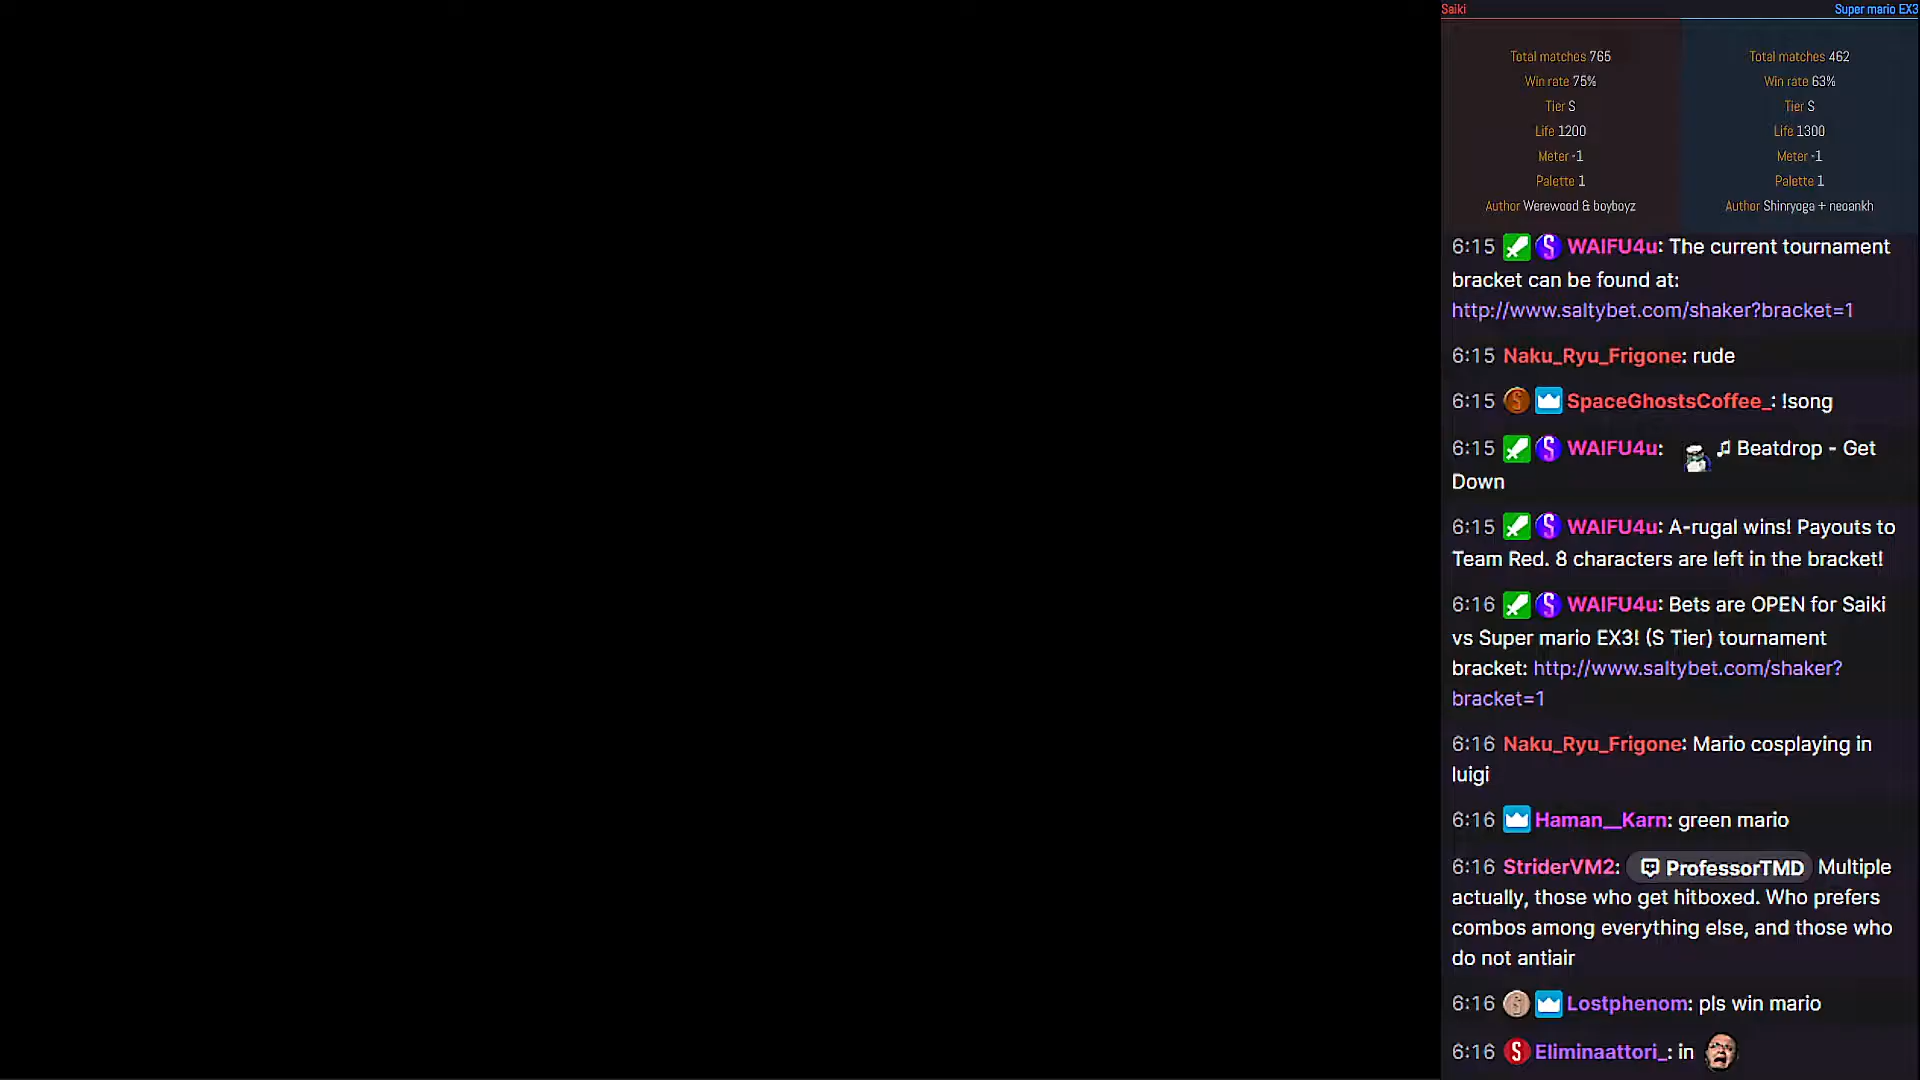 Saiki
Super mario EX3
Total matches 765
Win rate 75%
Tier S
Life 1200
Meter -1
Palette 1
Author Werewood & boyboyz
Total matches 462
Win rate 63%
Tier S
Life 1300
Meter -1
Palette 1
Author Shinryoga + neoankh
6:15 WAIFU4u: The current tournament
bracket can be found at:
http://www.saltybet.com/shaker?bracket=1
6:15 Naku_Ryu_Frigone: rude
6:15 SpaceGhostsCoffee_: !song
6:15 WAIFU4u: ♫ Beatdrop - Get
Down
6:15 WAIFU4u: A-rugal wins! Payouts to
Team Red. 8 characters are left in the bracket!
6:16 WAIFU4u: Bets are OPEN for Saiki
vs Super mario EX3! (S Tier) tournament
bracket: http://www.saltybet.com/shaker?
bracket=1
6:16 Naku_Ryu_Frigone: Mario cosplaying in
luigi
6:16 Haman__Karn: green mario
6:16 StriderVM2: ProfessorTMD Multiple
actually, those who get hitboxed. Who prefers
combos among everything else, and those who
do not antiair
6:16 Lostphenom: pls win mario
6:16 Eliminaattori_: in